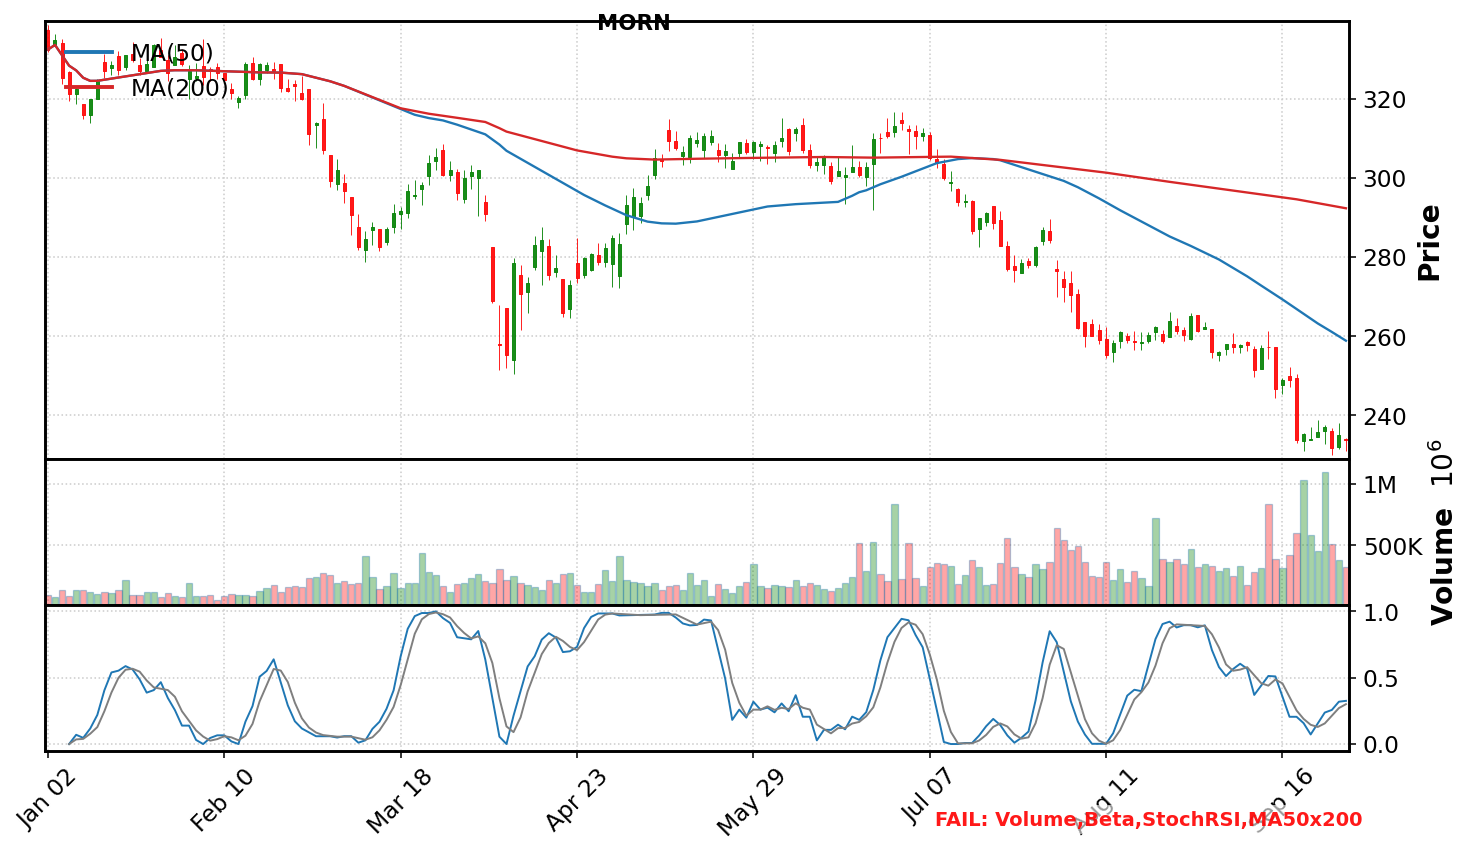 MORN
MA(50)
MA(200)
320
300
280
260
240
Price
1M
500K
Volume 10^6
1.0
0.5
0.0
Jan 02
Feb 10
Mar 18
Apr 23
May 29
Jul 07
Aug 11
Sep 16
FAIL: Volume,Beta,StochRSI,MA50x200